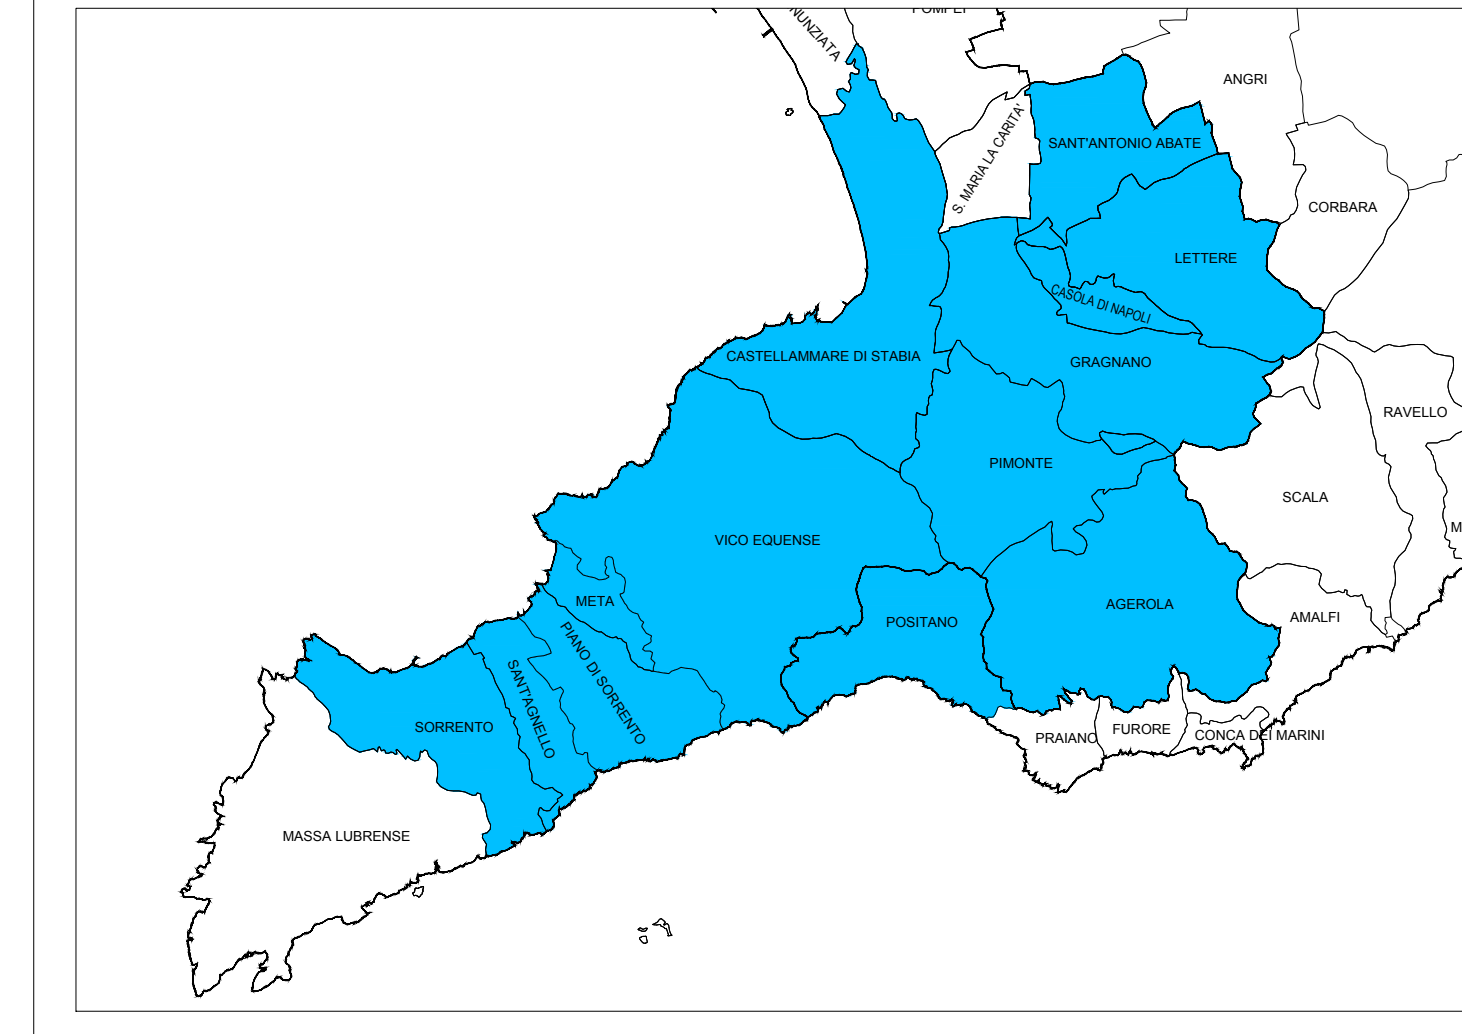 POMPEI
NUNZIATA
ANGRI
S. MARIA LA CARITA'
SANT'ANTONIO ABATE
CORBARA
LETTERE
CASOLA DI NAPOLI
CASTELLAMMARE DI STABIA
GRAGNANO
RAVELLO
PIMONTE
SCALA
M
VICO EQUENSE
META
AGEROLA
AMALFI
POSITANO
PIANO DI SORRENTO
SANT'AGNELLO
SORRENTO
FURORE
PRAIANO
CONCA DEI MARINI
MASSA LUBRENSE